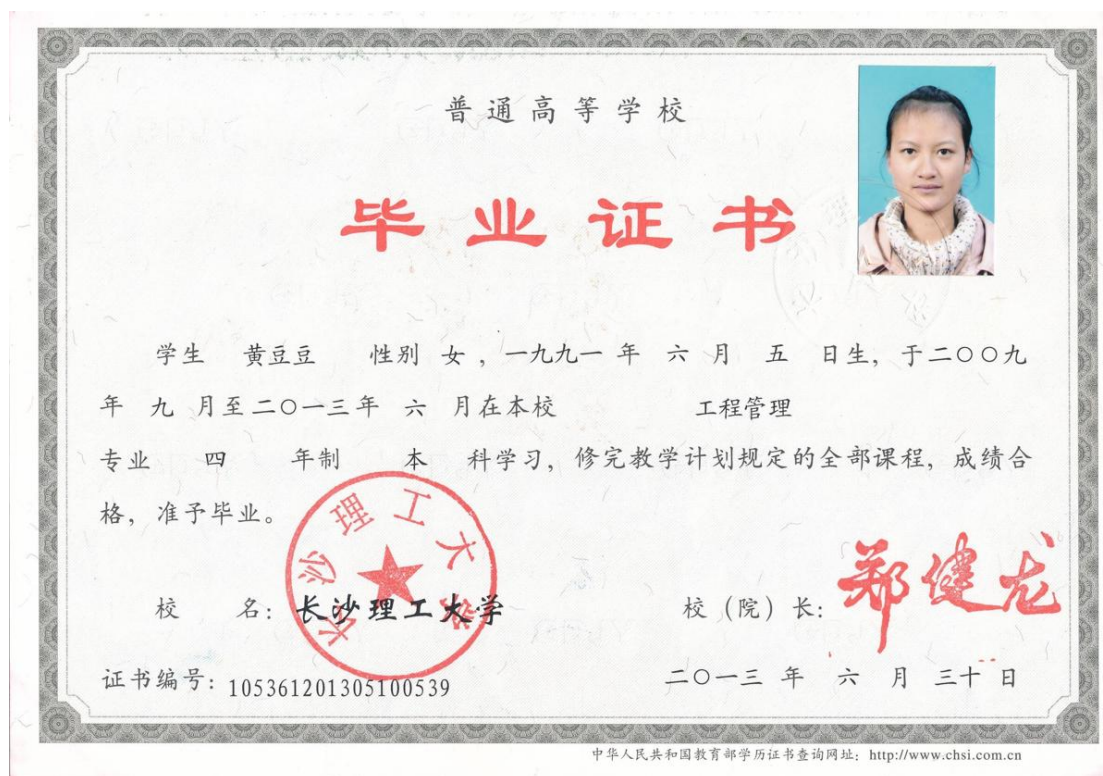 普通高等学校
毕业证书
学生 黄豆豆 性别 女，一九九一 年 六 月 五 日生，于二〇〇九
年 九 月至二〇一三年 六 月在本校 工程管理
专业 四 年制 本 科学习，修完教学计划规定的全部课程，成绩合
格，准予毕业。
长沙理工大学
校 名：长沙理工大学 校（院）长：郑健龙
证书编号：105361201305100539 二〇一三 年 六 月 三十 日
中华人民共和国教育部学历证书查询网址：http://www.chsi.com.cn